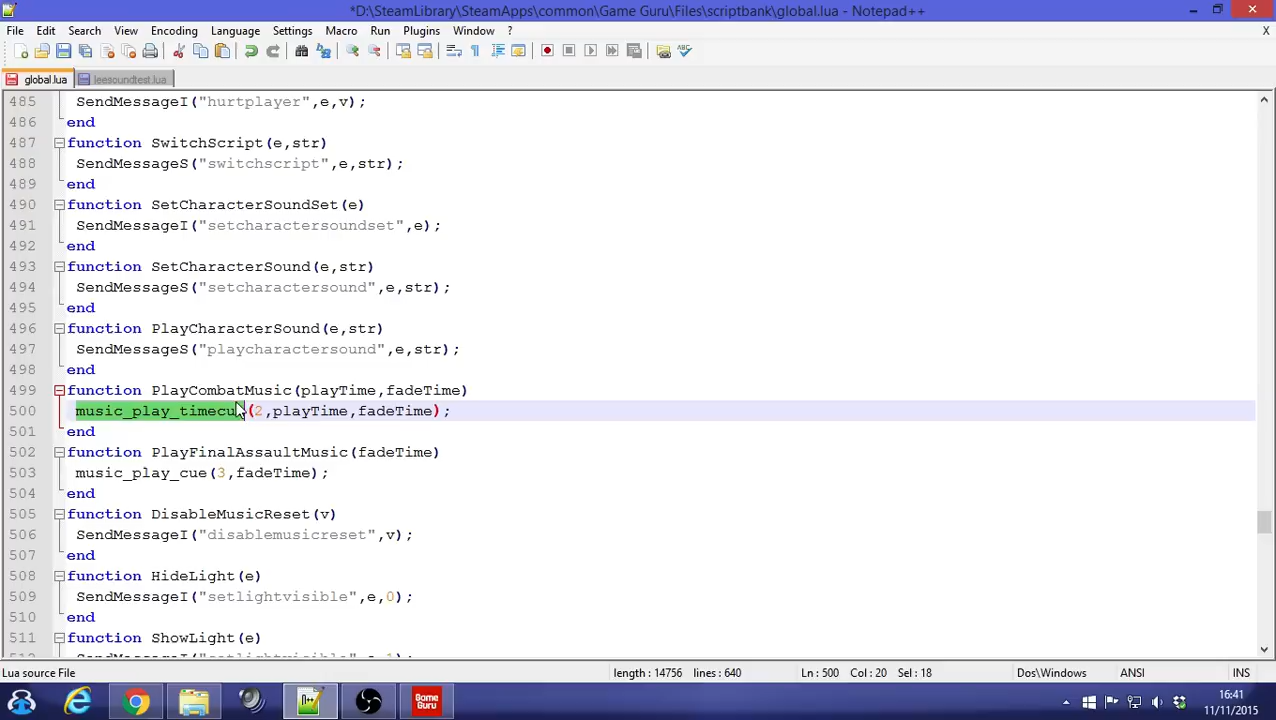 *D:\SteamLibrary\SteamApps\common\Game Guru\Files\scriptbank\global.lua - Notepad++
File Edit Search View Encoding Language Settings Macro Run Plugins Window ? X
global.lua leesoundtest.lua
485 SendMessageI("hurtplayer",e,v);
486 end
487 function SwitchScript(e,str)
488 SendMessageS("switchscript",e,str);
489 end
490 function SetCharacterSoundSet(e)
491 SendMessageI("setcharactersoundset",e);
492 end
493 function SetCharacterSound(e,str)
494 SendMessageS("setcharactersound",e,str);
495 end
496 function PlayCharacterSound(e,str)
497 SendMessageS("playcharactersound",e,str);
498 end
499 function PlayCombatMusic(playTime,fadeTime)
500 music_play_timecue(2,playTime,fadeTime);
501 end
502 function PlayFinalAssaultMusic(fadeTime)
503 music_play_cue(3,fadeTime);
504 end
505 function DisableMusicReset(v)
506 SendMessageI("disablemusicreset",v);
507 end
508 function HideLight(e)
509 SendMessageI("setlightvisible",e,0);
510 end
511 function ShowLight(e)
512 SendMessageI("setlightvisible",e,1);
Lua source File length : 14756 lines : 640 Ln : 500 Col : 20 Sel : 18 Dos\Windows ANSI INS
GAME GURU
16:41
11/11/2015